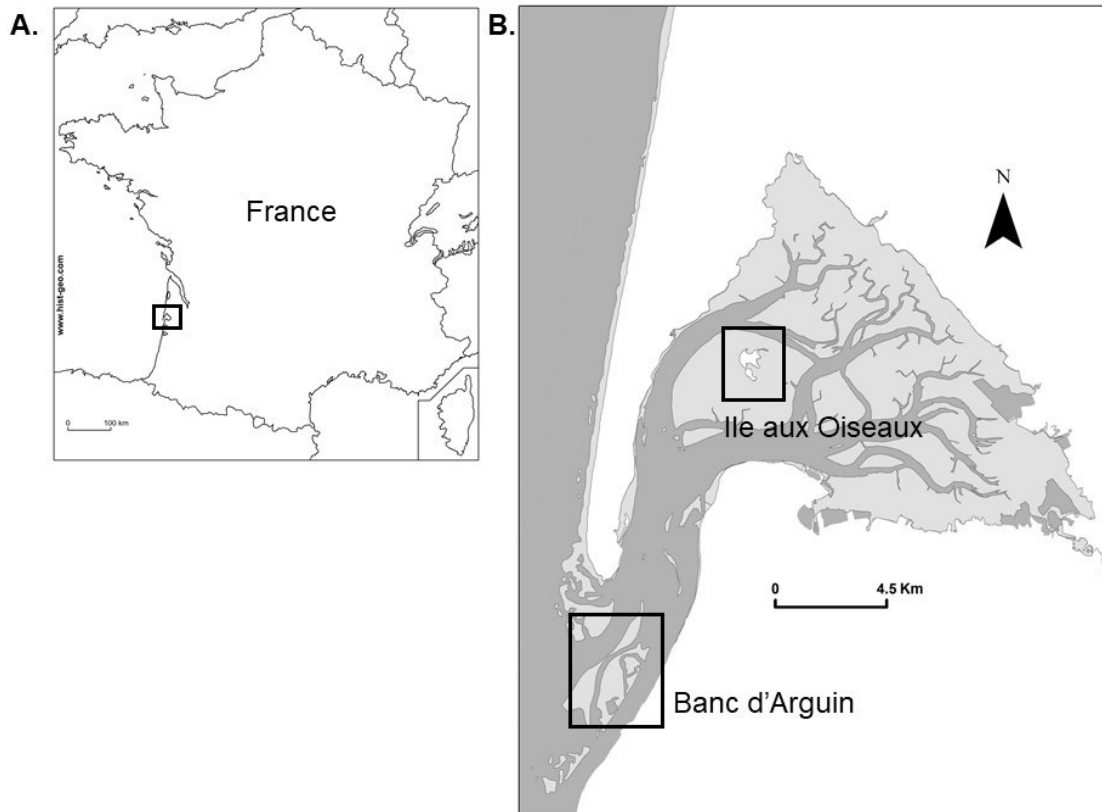 A.
France
www.hist-geo.com
0 100 km
B.
N
Ile aux Oiseaux
0 4.5 Km
Banc d’Arguin